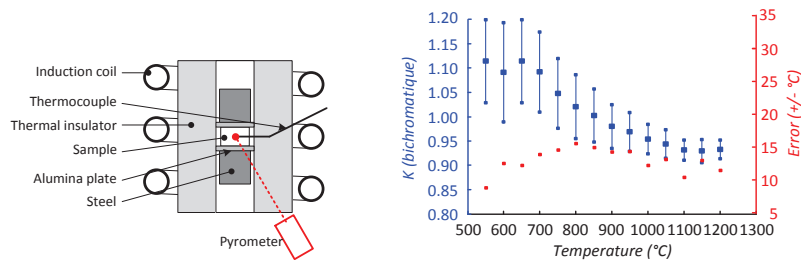 Induction coil
Thermocouple
Thermal insulator
Sample
Alumina plate
Steel
Pyrometer
K (bichromatique)
1.20
1.15
1.10
1.05
1.00
0.95
0.90
0.85
0.80
500 600 700 800 900 1000 1100 1200 1300
Temperature (°C)
35
30
25
20
15
10
5
Error (+/- °C)